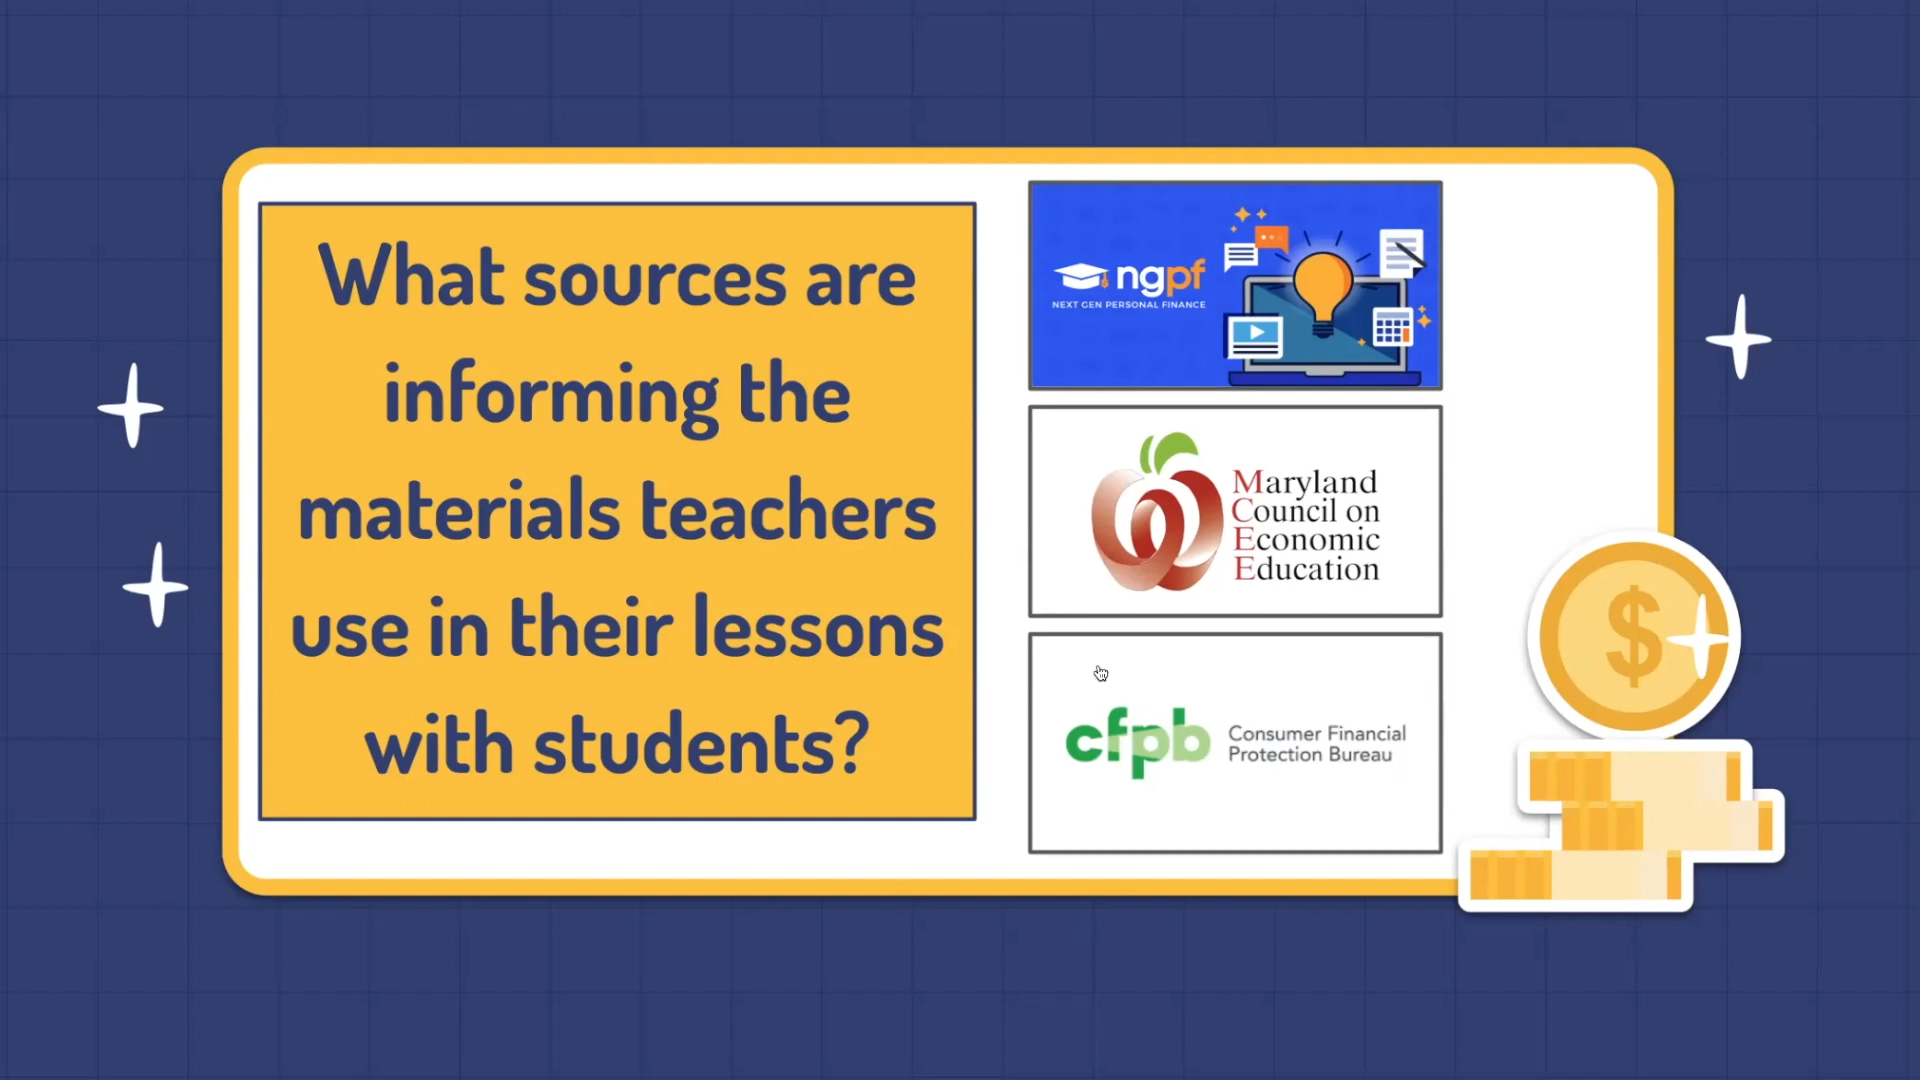 What sources are
informing the
materials teachers
use in their lessons
with students?
ngpf
NEXT GEN PERSONAL FINANCE
Maryland
Council on
Economic
Education
cfpb
Consumer Financial
Protection Bureau
$